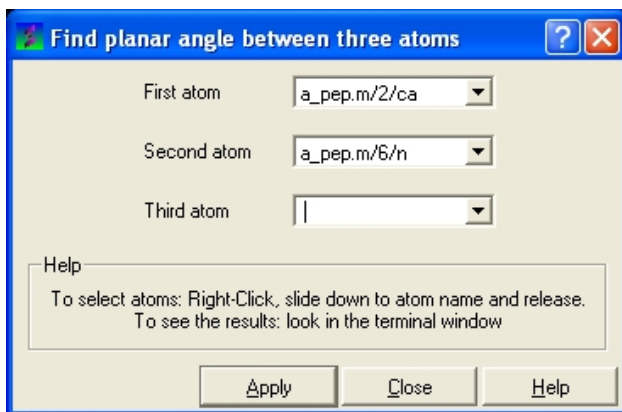 Find planar angle between three atoms
First atom a_pep.m/2/ca
Second atom a_pep.m/6/n
Third atom
Help
To select atoms: Right-Click, slide down to atom name and release.
To see the results: look in the terminal window
Apply Close Help